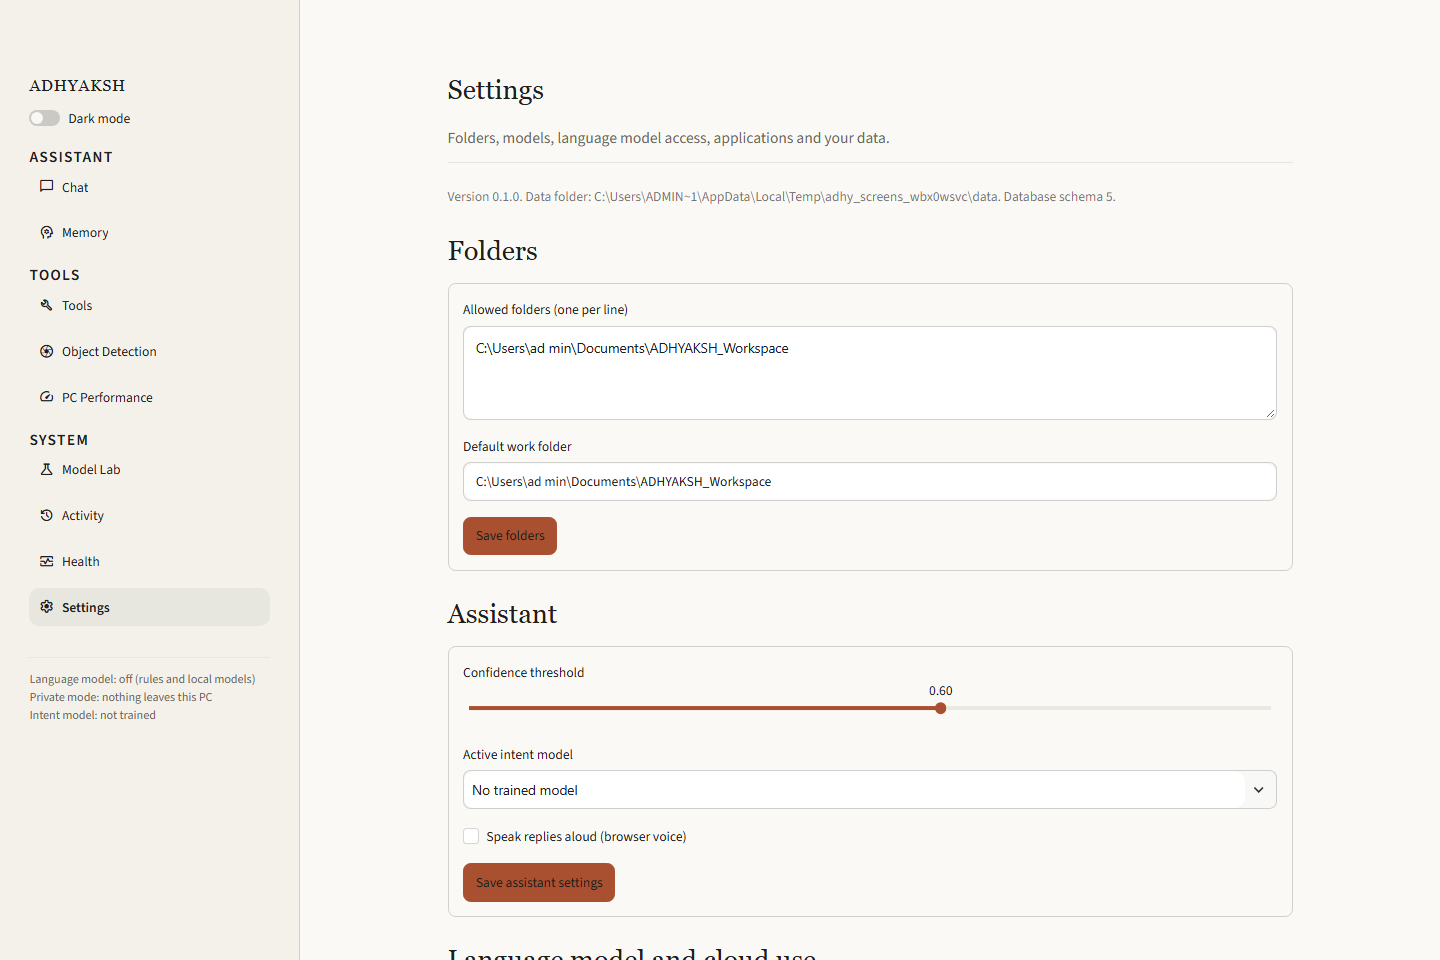 ADHYAKSH
Dark mode
ASSISTANT
Chat
Memory
TOOLS
Tools
Object Detection
PC Performance
SYSTEM
Model Lab
Activity
Health
Settings
Language model: off (rules and local models)
Private mode: nothing leaves this PC
Intent model: not trained
Settings
Folders, models, language model access, applications and your data.
Version 0.1.0. Data folder: C:\Users\ADMIN~1\AppData\Local\Temp\adhy_screens_wbx0wsvc\data. Database schema 5.
Folders
Allowed folders (one per line)
C:\Users\ad min\Documents\ADHYAKSH_Workspace
Default work folder
C:\Users\ad min\Documents\ADHYAKSH_Workspace
Save folders
Assistant
Confidence threshold
0.60
Active intent model
No trained model
Speak replies aloud (browser voice)
Save assistant settings
Language model and cloud use